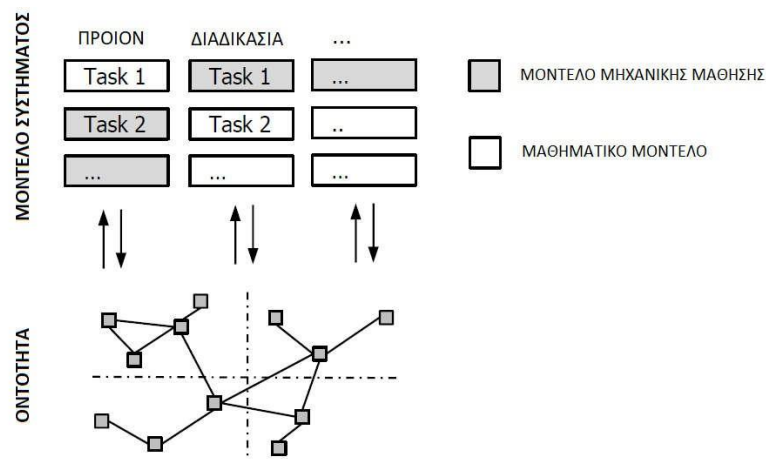 ΜΟΝΤΕΛΟ ΣΥΣΤΗΜΑΤΟΣ
ΠΡΟΙΟΝ ΔΙΑΔΙΚΑΣΙΑ ...
Task 1 Task 1 ...
Task 2 Task 2 ..
... ... ...
ΜΟΝΤΕΛΟ ΜΗΧΑΝΙΚΗΣ ΜΑΘΗΣΗΣ
ΜΑΘΗΜΑΤΙΚΟ ΜΟΝΤΕΛΟ
ΟΝΤΟΤΗΤΑ